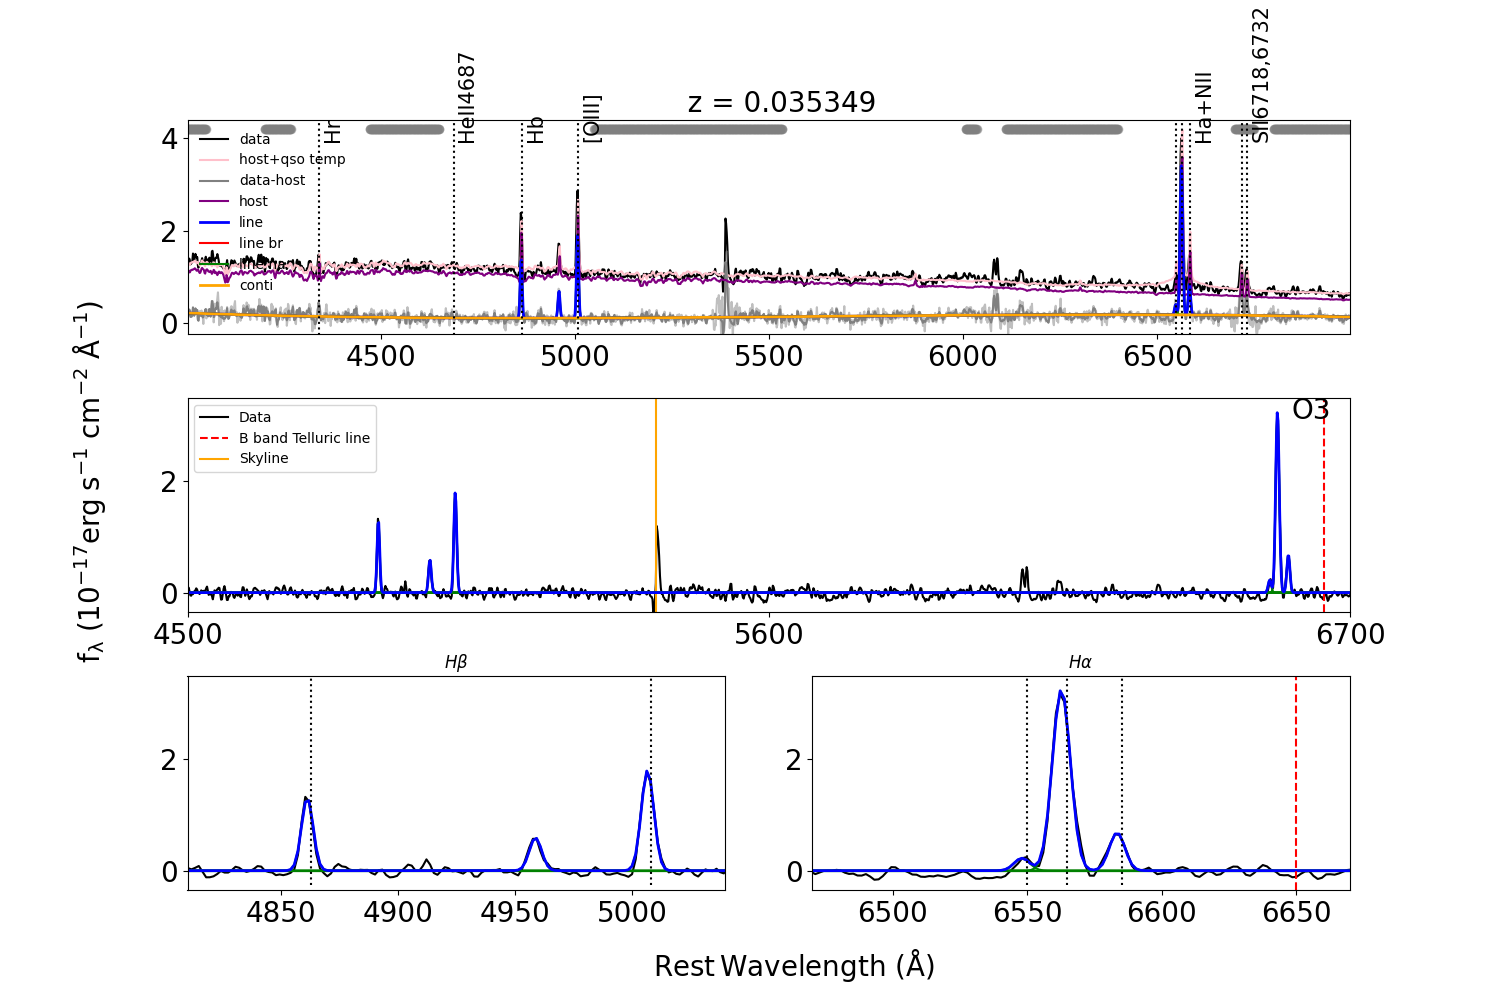 z = 0.035349
Hr
HeII4687
Hb
[OIII]
Ha+NII
SII6718,6732
data
host+qso temp
data-host
host
line
line br
conti
4
2
0
4500
5000
5500
6000
6500
Data
B band Telluric line
Skyline
O3
2
0
4500
5600
6700
Hβ
Hα
2
0
4850
4900
4950
5000
2
0
6500
6550
6600
6650
fλ (10⁻¹⁷erg s⁻¹ cm⁻² Å⁻¹)
Rest Wavelength (Å)